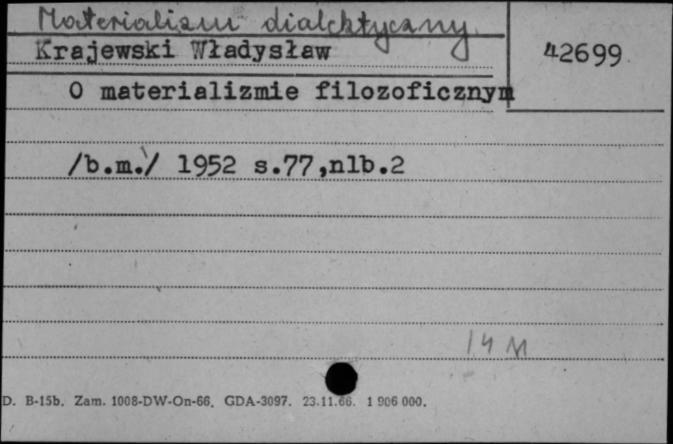 Materializm dialektyczny
Krajewski Władysław
42699
O materializmie filozoficznym
/b.m./ 1952 s.77,nlb.2
14 M
D. B-15b. Zam. 1008-DW-On-66. GDA-3097. 23.11.66. 1 906 000.